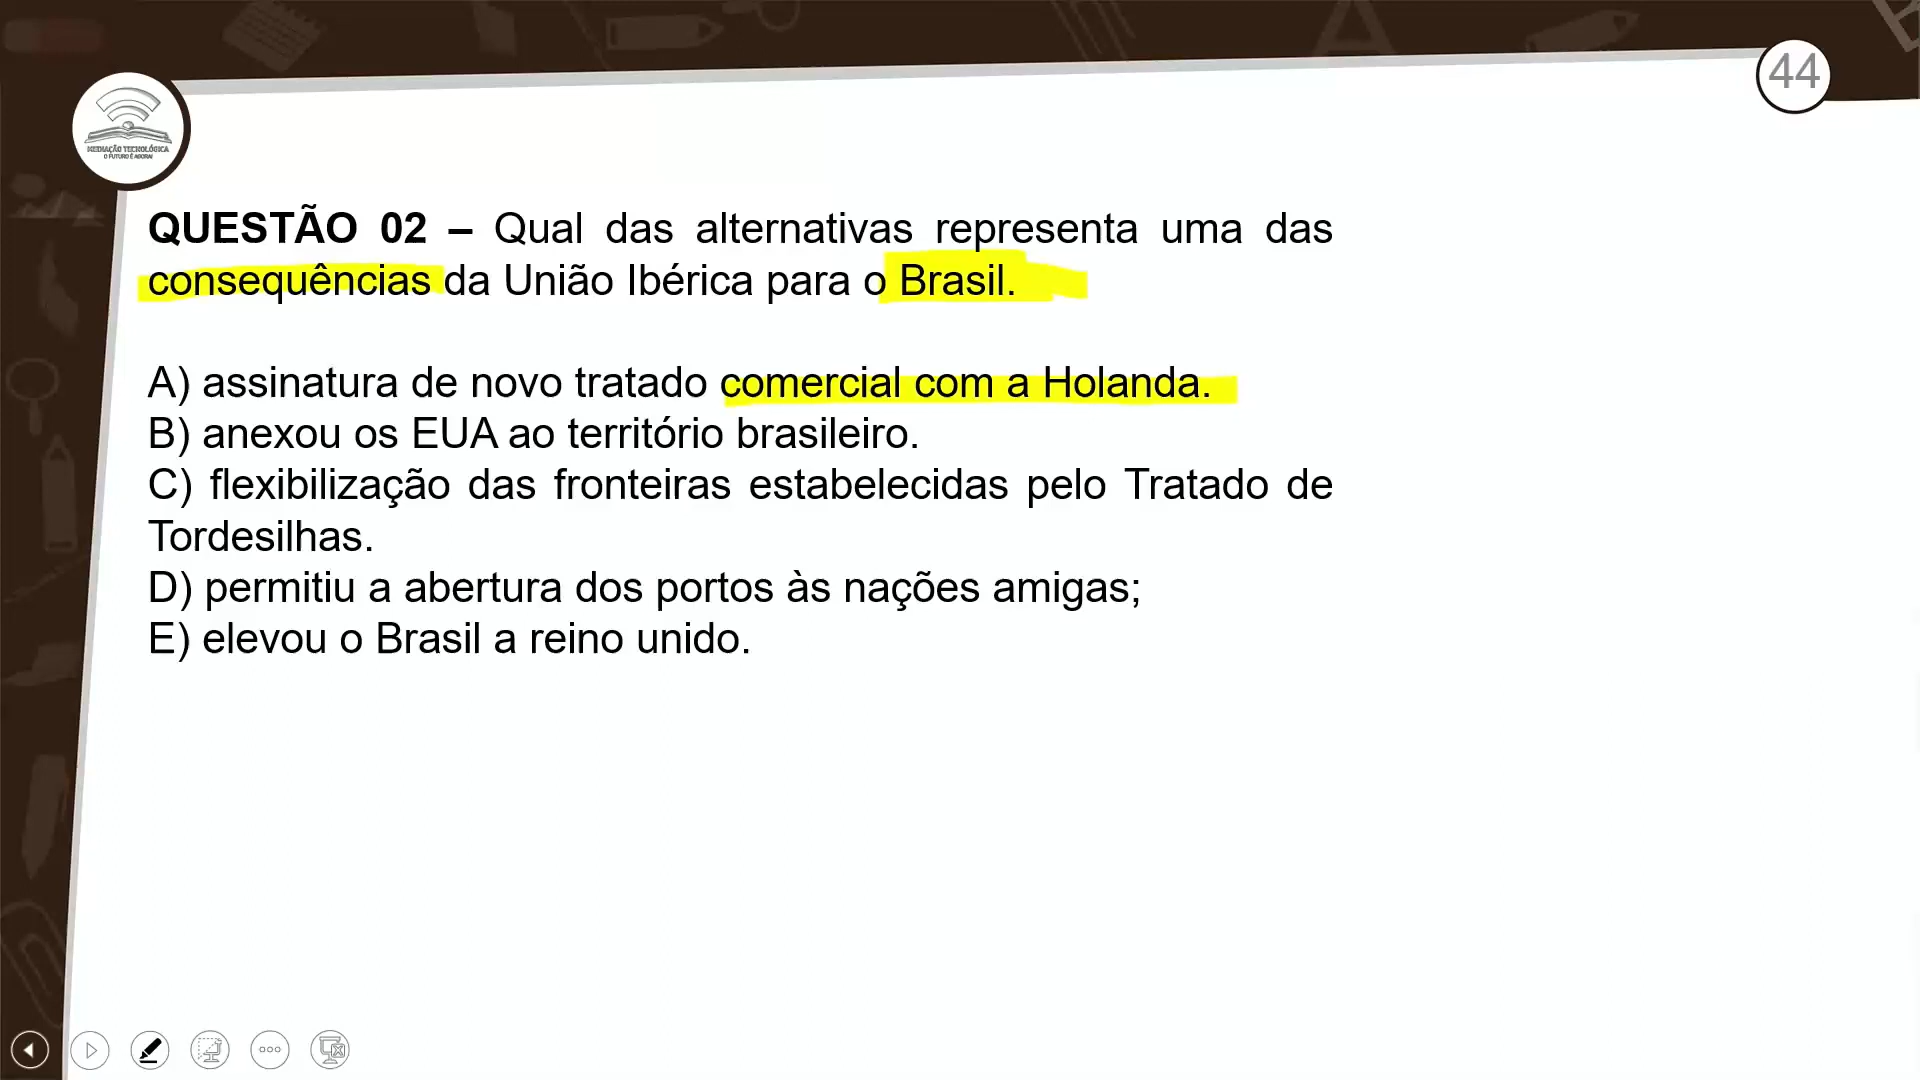 44
MEDIAÇÃO TECNOLÓGICA
O FUTURO É AGORA!
QUESTÃO 02 – Qual das alternativas representa uma das
consequências da União Ibérica para o Brasil.
A) assinatura de novo tratado comercial com a Holanda.
B) anexou os EUA ao território brasileiro.
C) flexibilização das fronteiras estabelecidas pelo Tratado de
Tordesilhas.
D) permitiu a abertura dos portos às nações amigas;
E) elevou o Brasil a reino unido.